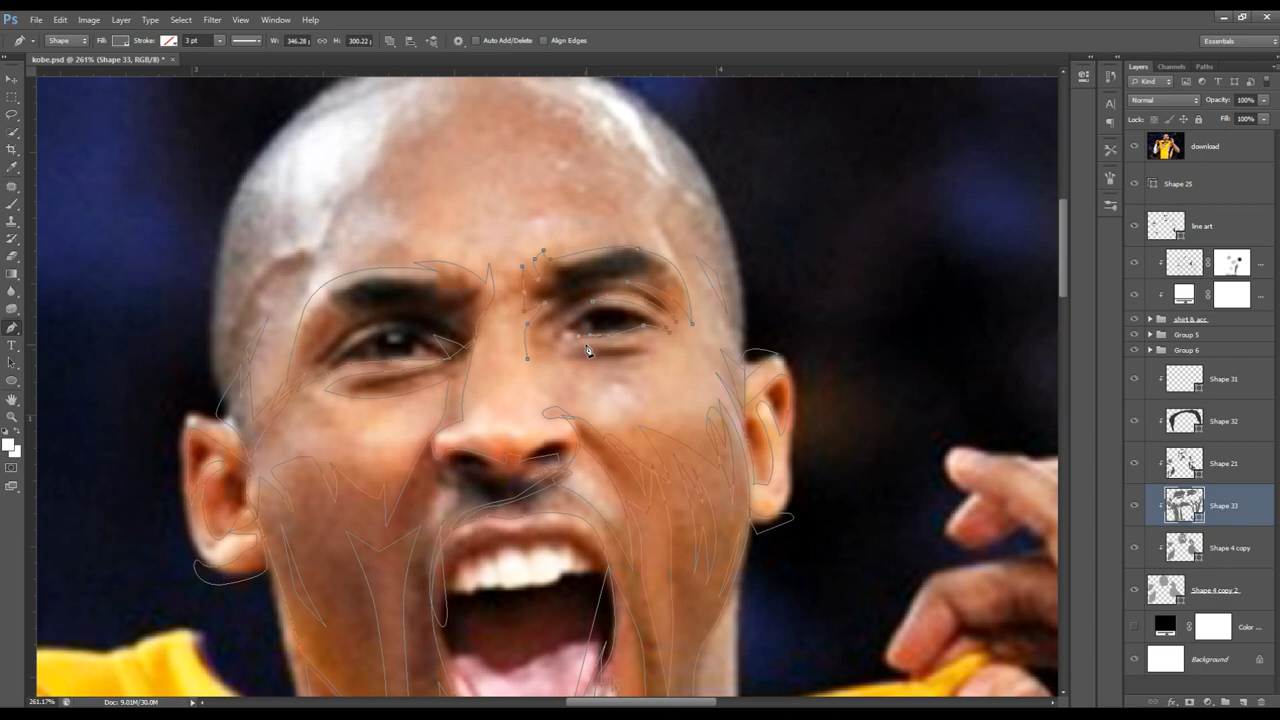 Ps File Edit Image Layer Type Select Filter View Window Help
Shape Fill: Stroke: 3 pt W: 346.28 H: 300.22 Auto Add/Delete Align Edges Essentials
kobe.psd @ 261% (Shape 33, RGB/8) * ×
3 4
Layers Channels Paths
Kind
Normal Opacity: 100%
Lock: Fill: 100%
download
Shape 25
line art
...
...
shirt & acc
Group 5
Group 6
Shape 31
Shape 32
Shape 21
Shape 33
Shape 4 copy
Shape 4 copy 2
Color ...
Background
261.17% Doc: 9.01M/30.0M